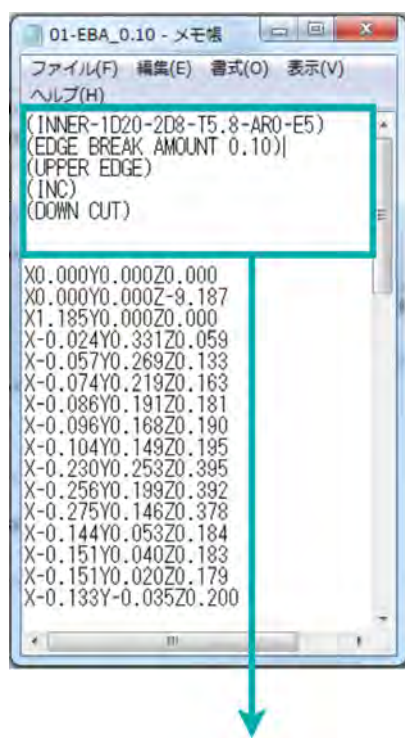 01-EBA_0.10 - メモ帳
ファイル(F) 編集(E) 書式(O) 表示(V)
ヘルプ(H)
(INNER-1D20-2D8-T5.8-AR0-E5)
(EDGE BREAK AMOUNT 0.10)
(UPPER EDGE)
(INC)
(DOWN CUT)
X0.000Y0.000Z0.000
X0.000Y0.000Z-9.187
X1.185Y0.000Z0.000
X-0.024Y0.331Z0.059
X-0.057Y0.269Z0.133
X-0.074Y0.219Z0.163
X-0.086Y0.191Z0.181
X-0.096Y0.168Z0.190
X-0.104Y0.149Z0.195
X-0.230Y0.253Z0.395
X-0.256Y0.199Z0.392
X-0.275Y0.146Z0.378
X-0.144Y0.053Z0.184
X-0.151Y0.040Z0.183
X-0.151Y0.020Z0.179
X-0.133Y-0.035Z0.200